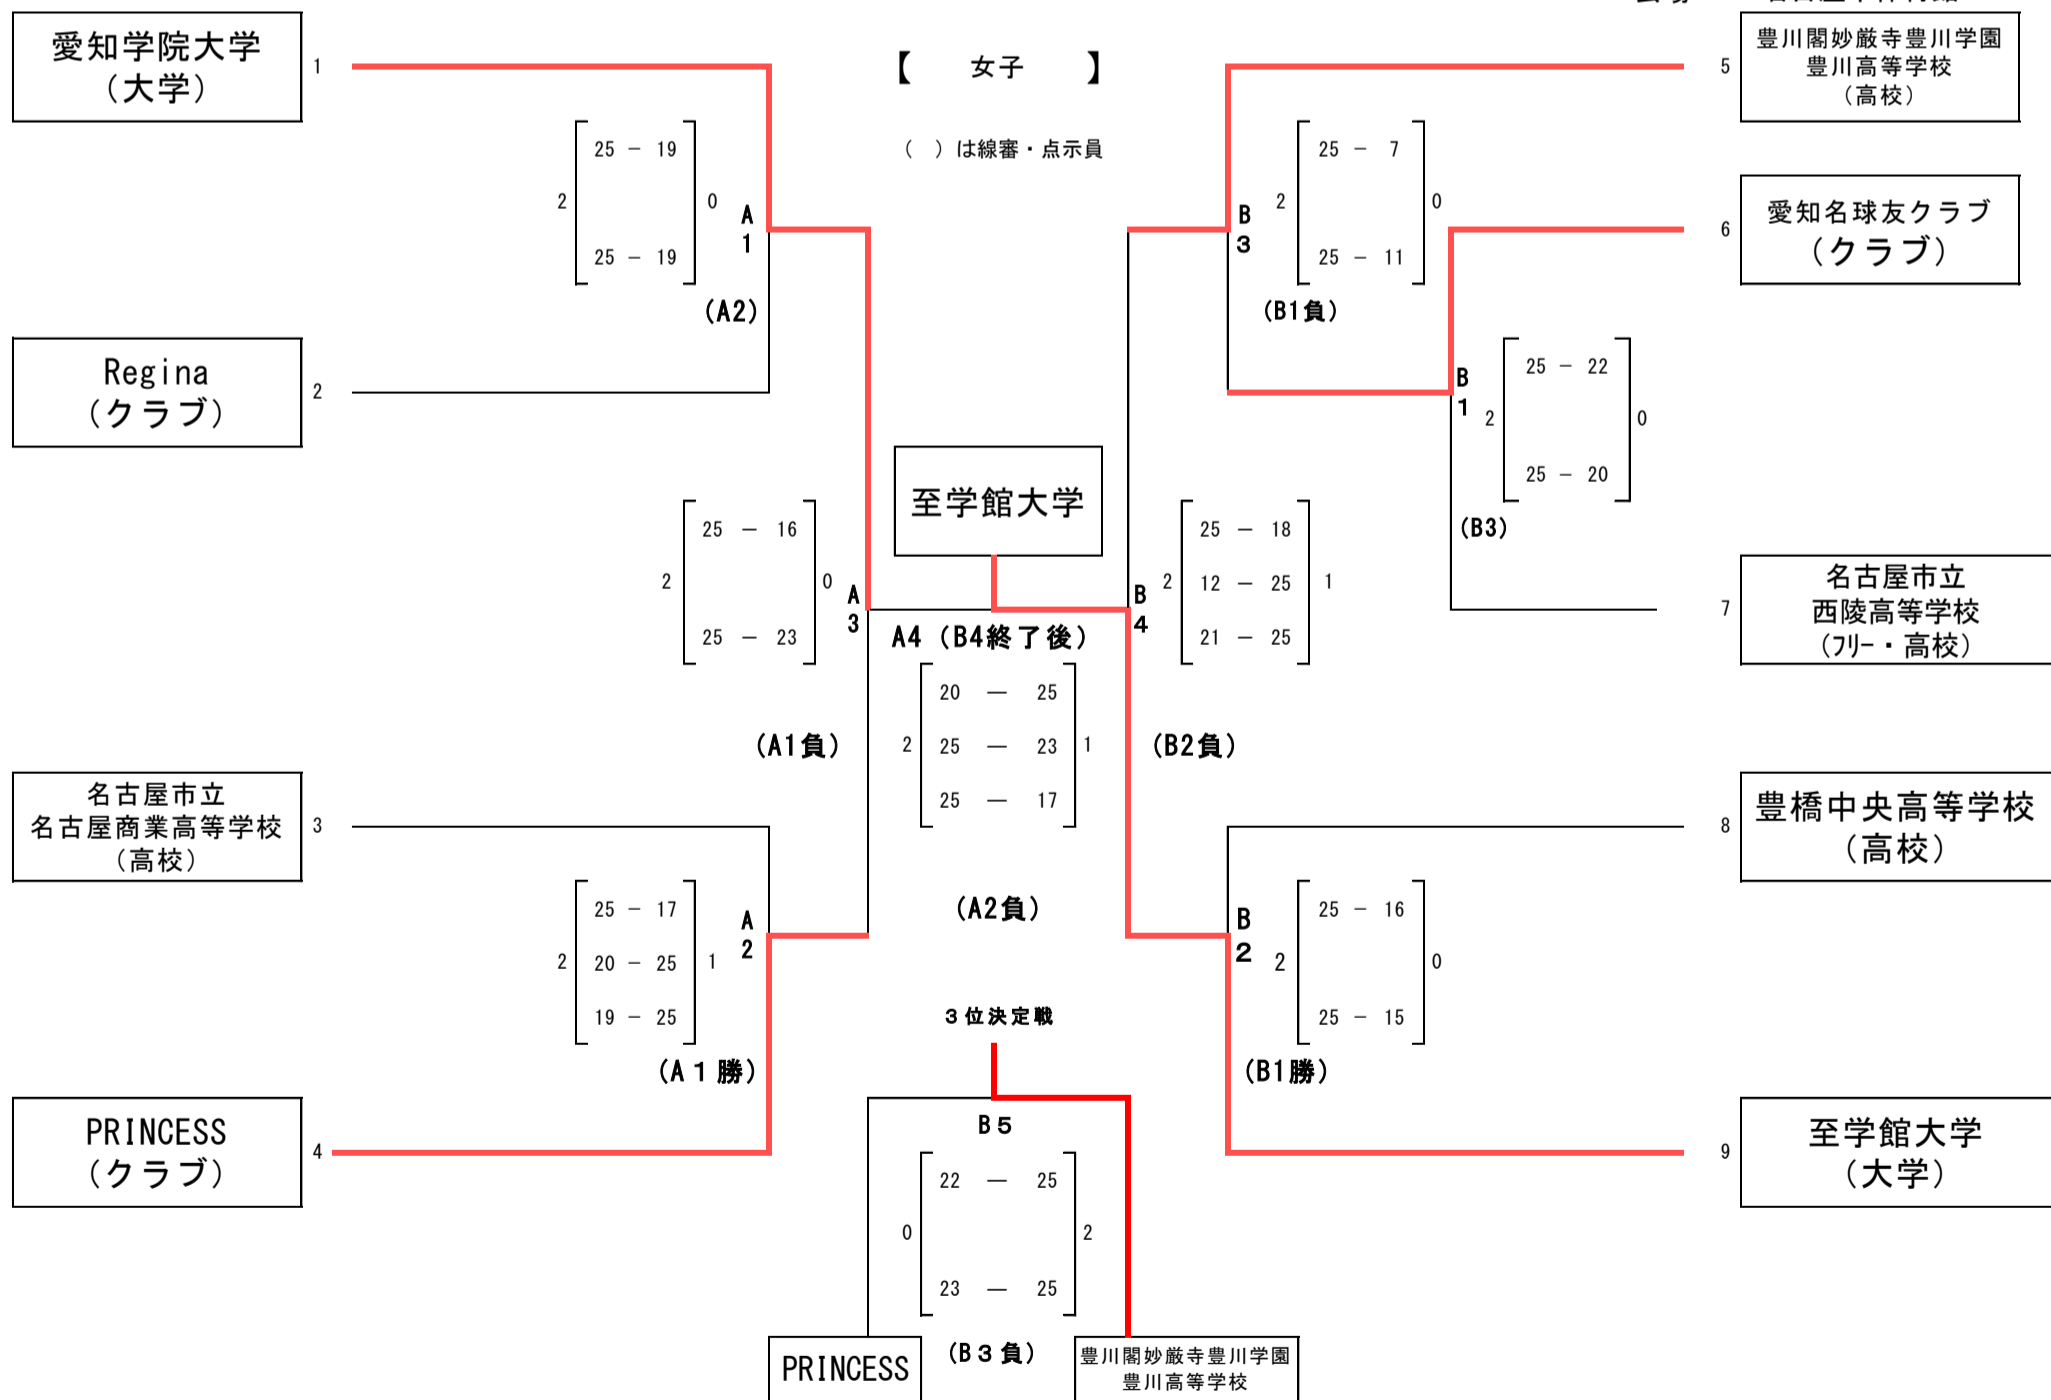 愛知学院大学
（大学）
1
【 女子 】
（ ）は線審・点示員
5
豊川閣妙厳寺豊川学園
豊川高等学校
（高校）
25 － 19
2 0
25 － 19
A
1
(A2)
B
3
25 － 7
2 0
25 － 11
(B1負)
6
愛知名球友クラブ
（クラブ）
Regina
（クラブ）
2
B
1
25 － 22
2 0
25 － 20
(B3)
至学館大学
25 － 16
2 0
25 － 23
A
3
(A1負)
A4（B4終了後）
20 － 25
2 25 － 23 1
25 － 17
(A2負)
B
4
25 － 18
2 12 － 25 1
21 － 25
(B2負)
7
名古屋市立
西陵高等学校
（ﾌﾘｰ・高校）
名古屋市立
名古屋商業高等学校
（高校）
3
8
豊橋中央高等学校
（高校）
25 － 17
2 20 － 25 1
19 － 25
A
2
(A１勝)
B
2
25 － 16
2 0
25 － 15
(B1勝)
３位決定戦
PRINCESS
（クラブ）
4
B５
22 － 25
0 2
23 － 25
(B３負)
9
至学館大学
（大学）
PRINCESS
豊川閣妙厳寺豊川学園
豊川高等学校